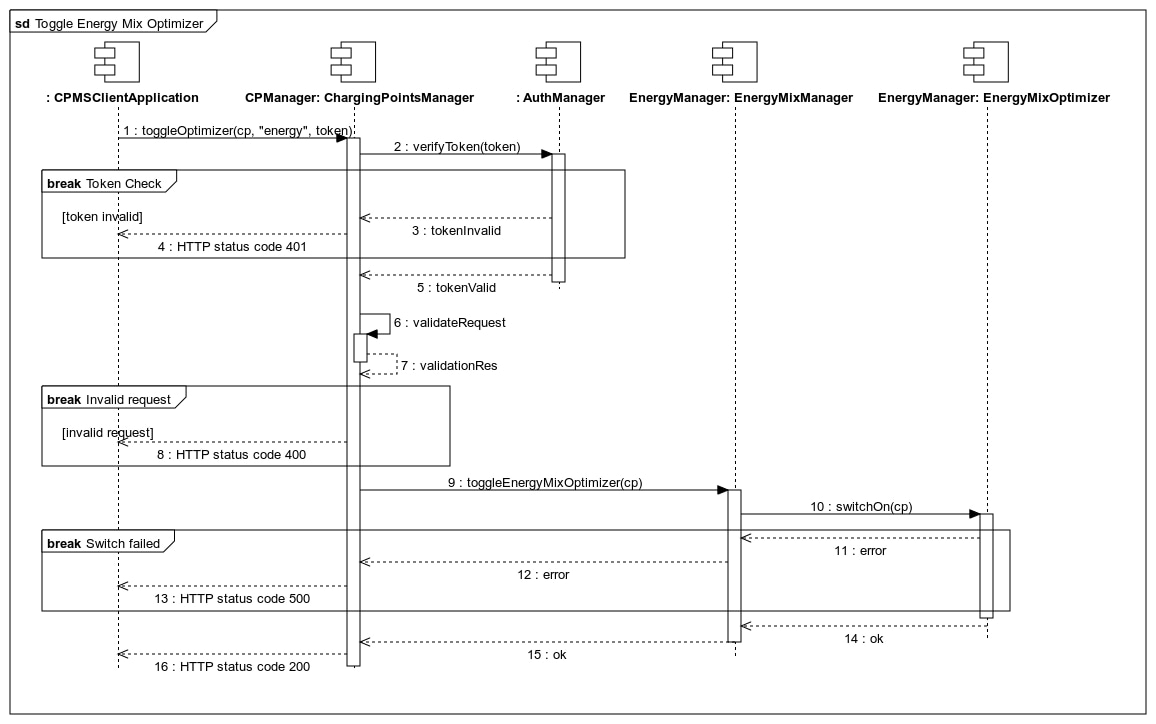 sd Toggle Energy Mix Optimizer
: CPMSClientApplication
CPManager: ChargingPointsManager
: AuthManager
EnergyManager: EnergyMixManager
EnergyManager: EnergyMixOptimizer
1 : toggleOptimizer(cp, "energy", token)
2 : verifyToken(token)
break Token Check
[token invalid]
3 : tokenInvalid
4 : HTTP status code 401
5 : tokenValid
6 : validateRequest
7 : validationRes
break Invalid request
[invalid request]
8 : HTTP status code 400
9 : toggleEnergyMixOptimizer(cp)
10 : switchOn(cp)
break Switch failed
11 : error
12 : error
13 : HTTP status code 500
14 : ok
15 : ok
16 : HTTP status code 200